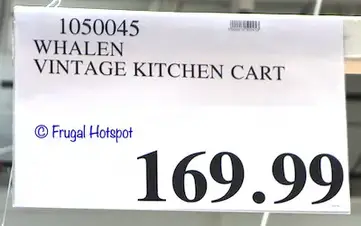 1050045
WHALEN
VINTAGE KITCHEN CART
© Frugal Hotspot
169.99